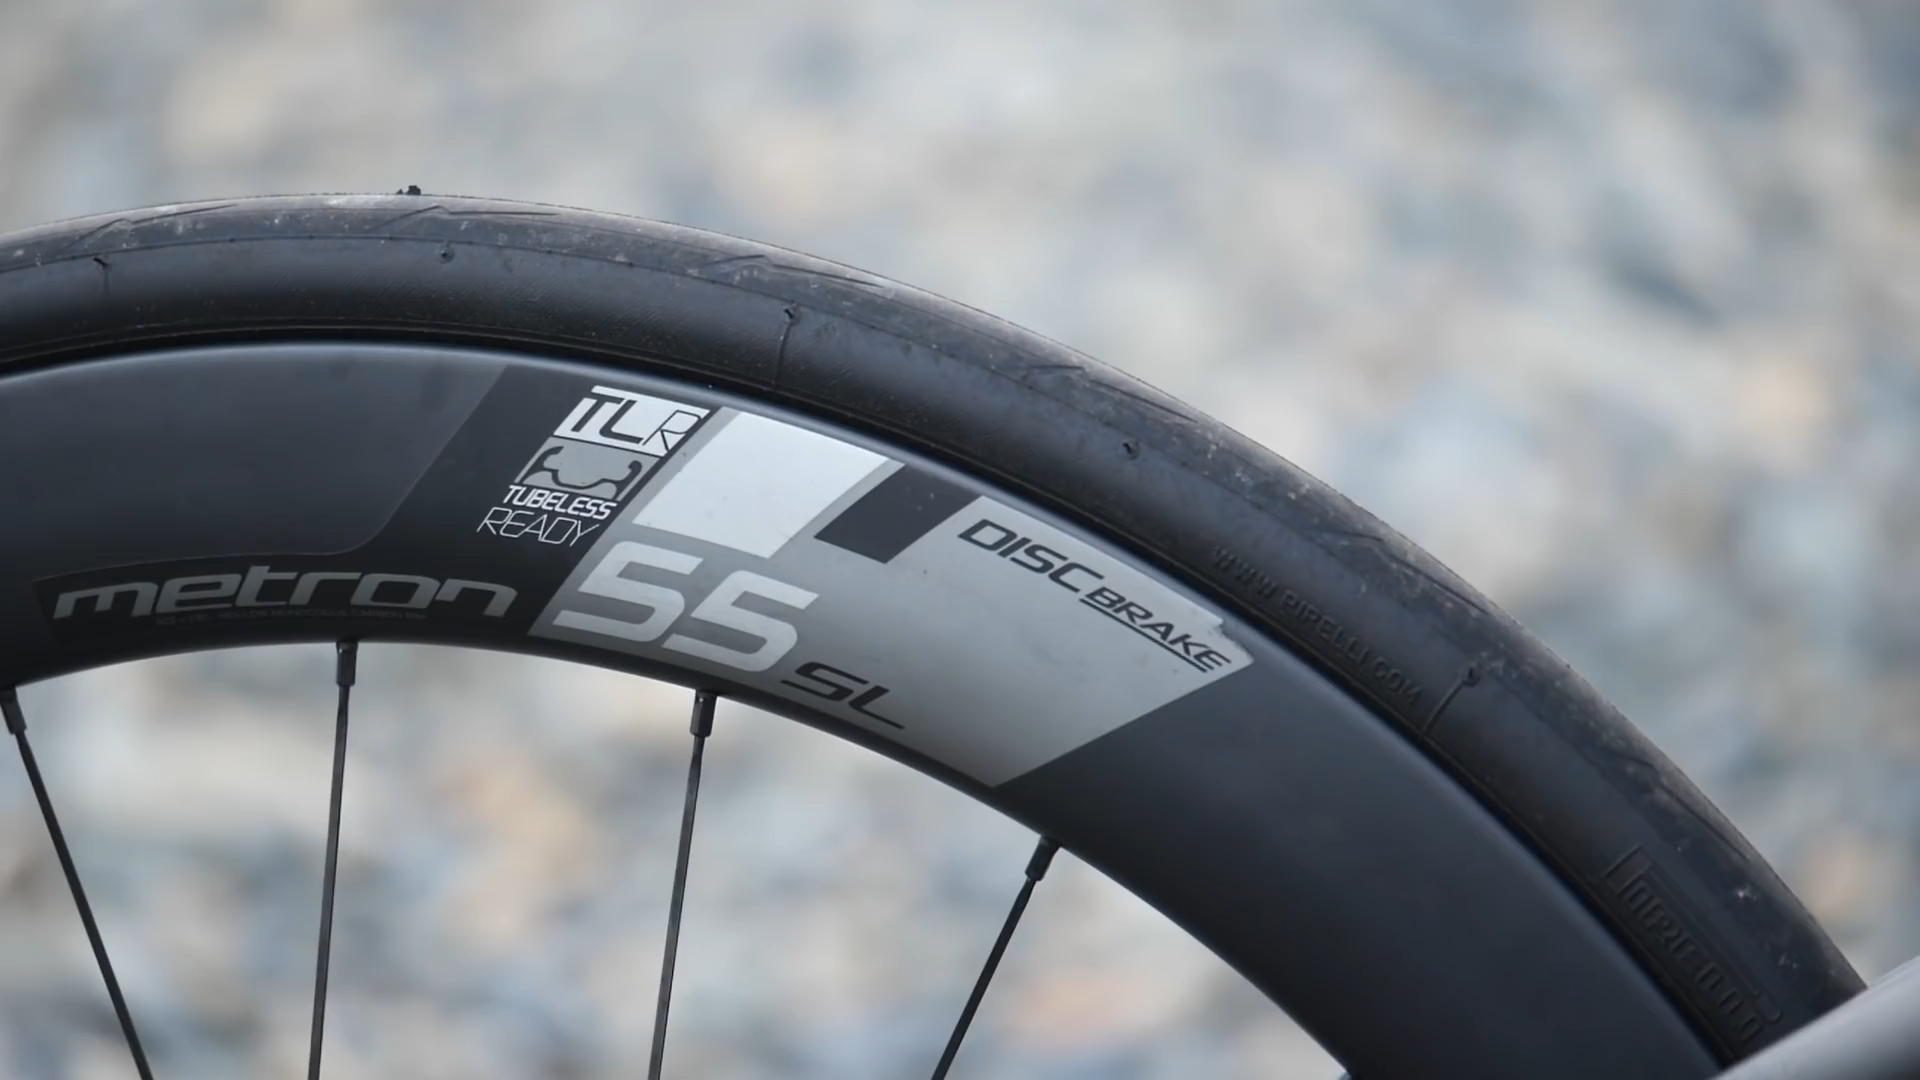 TLR
TUBELESS
READY
metron
55 SL
DISC BRAKE
WWW.PIRELLI.COM